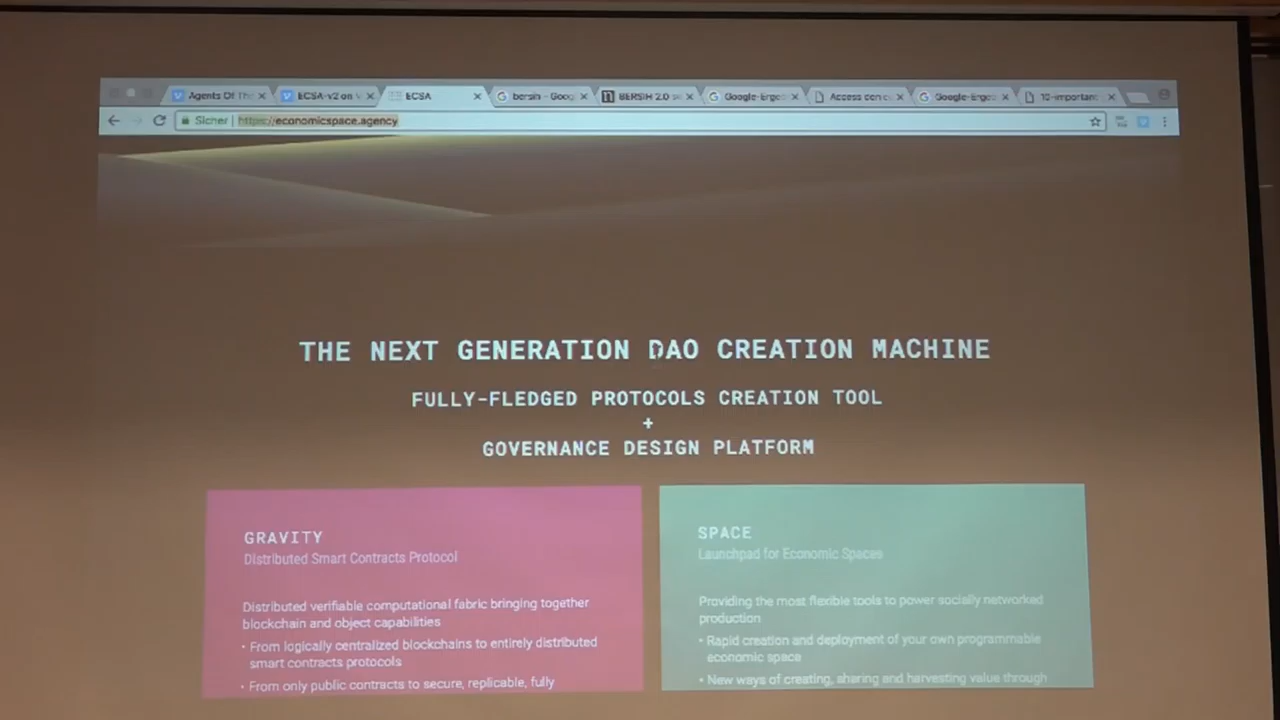 Agents Of The
ECSA-v2 on
ECSA
bersih - Goog
BERSIH 2.0
Google-Erge
Access den
Google-Erge
10-important
Sicher | https://economicspace.agency
THE NEXT GENERATION DAO CREATION MACHINE
FULLY-FLEDGED PROTOCOLS CREATION TOOL
+
GOVERNANCE DESIGN PLATFORM
GRAVITY
Distributed Smart Contracts Protocol
Distributed verifiable computational fabric bringing together
blockchain and object capabilities
• From logically centralized blockchains to entirely distributed
smart contracts protocols
• From only public contracts to secure, replicable, fully
SPACE
Launchpad for Economic Spaces
Providing the most flexible tools to power socially networked
production
• Rapid creation and deployment of your own programmable
economic space
• New ways of creating, sharing and harvesting value through